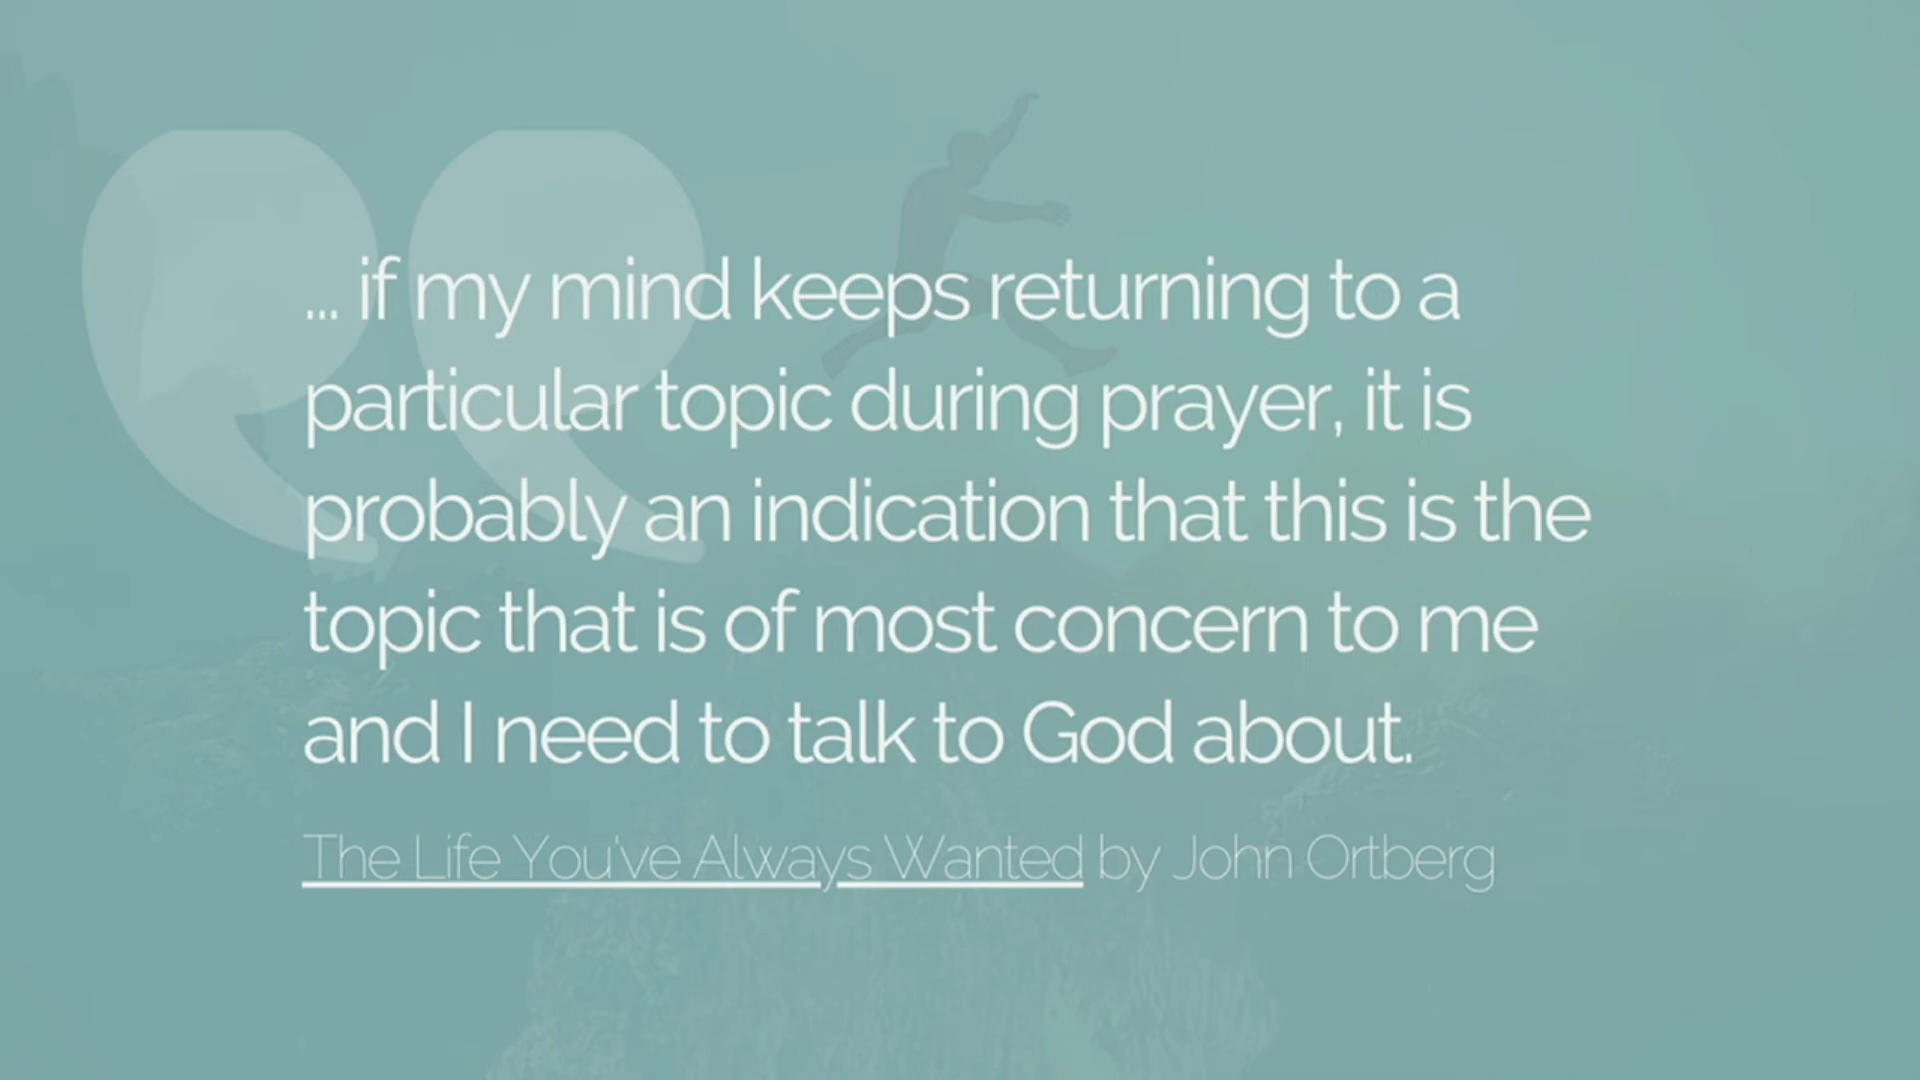 ... if my mind keeps returning to a
particular topic during prayer, it is
probably an indication that this is the
topic that is of most concern to me
and I need to talk to God about.
The Life You've Always Wanted by John Ortberg